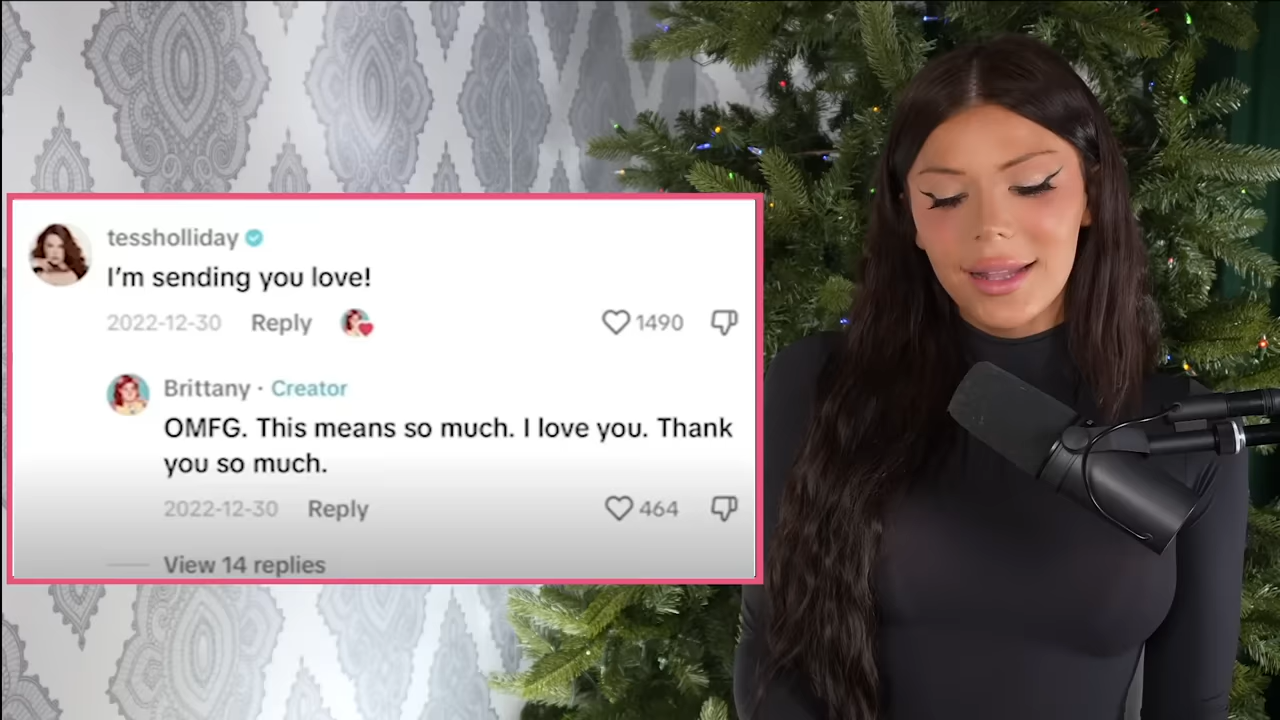 tessholliday
I'm sending you love!
2022-12-30 Reply 1490
Brittany · Creator
OMFG. This means so much. I love you. Thank
you so much.
2022-12-30 Reply 464
View 14 replies